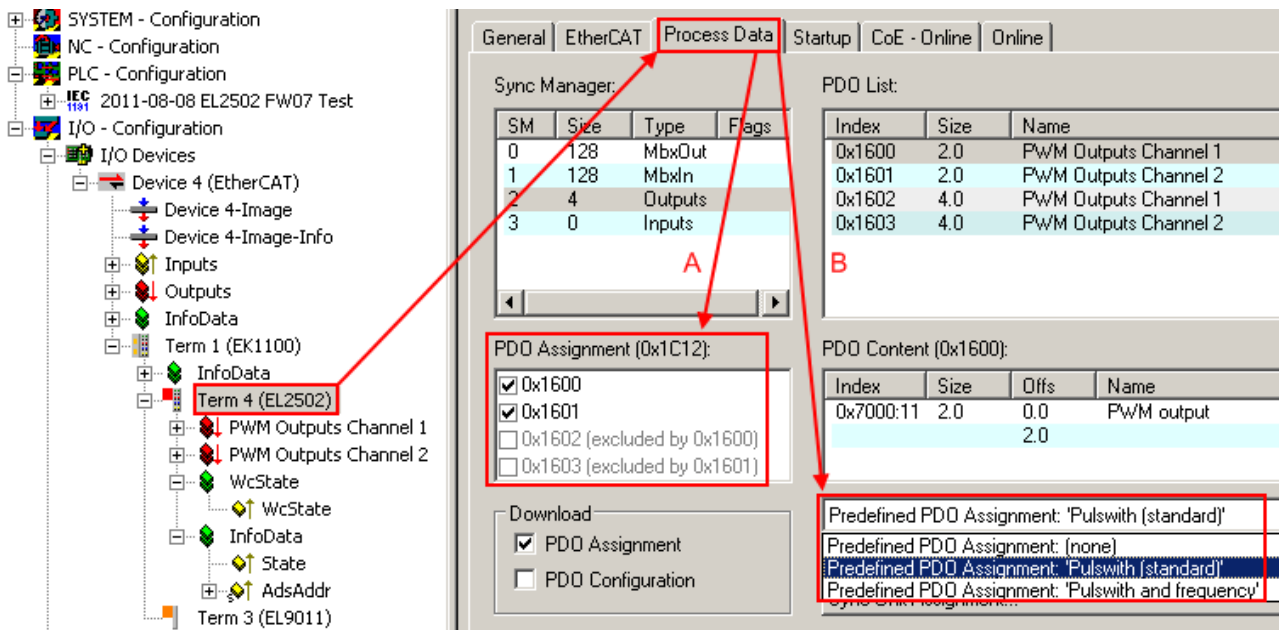 SYSTEM - Configuration
NC - Configuration
PLC - Configuration
IEC 1131 2011-08-08 EL2502 FW07 Test
I/O - Configuration
I/O Devices
Device 4 (EtherCAT)
Device 4-Image
Device 4-Image-Info
Inputs
Outputs
InfoData
Term 1 (EK1100)
InfoData
Term 4 (EL2502)
PWM Outputs Channel 1
PWM Outputs Channel 2
WcState
WcState
InfoData
State
AdsAddr
Term 3 (EL9011)
General EtherCAT Process Data Startup CoE - Online Online
Sync Manager:
SM Size Type Flags
0 128 MbxOut
1 128 MbxIn
2 4 Outputs
3 0 Inputs
A
PDO List:
Index Size Name
0x1600 2.0 PWM Outputs Channel 1
0x1601 2.0 PWM Outputs Channel 2
0x1602 4.0 PWM Outputs Channel 1
0x1603 4.0 PWM Outputs Channel 2
B
PDO Assignment (0x1C12):
0x1600
0x1601
0x1602 (excluded by 0x1600)
0x1603 (excluded by 0x1601)
PDO Content (0x1600):
Index Size Offs Name
0x7000:11 2.0 0.0 PWM output
2.0
Download
PDO Assignment
PDO Configuration
Predefined PDO Assignment: 'Pulswith (standard)'
Predefined PDO Assignment: (none)
Predefined PDO Assignment: 'Pulswith (standard)'
Predefined PDO Assignment: 'Pulswith and frequency'
Sync Unit Assignment...